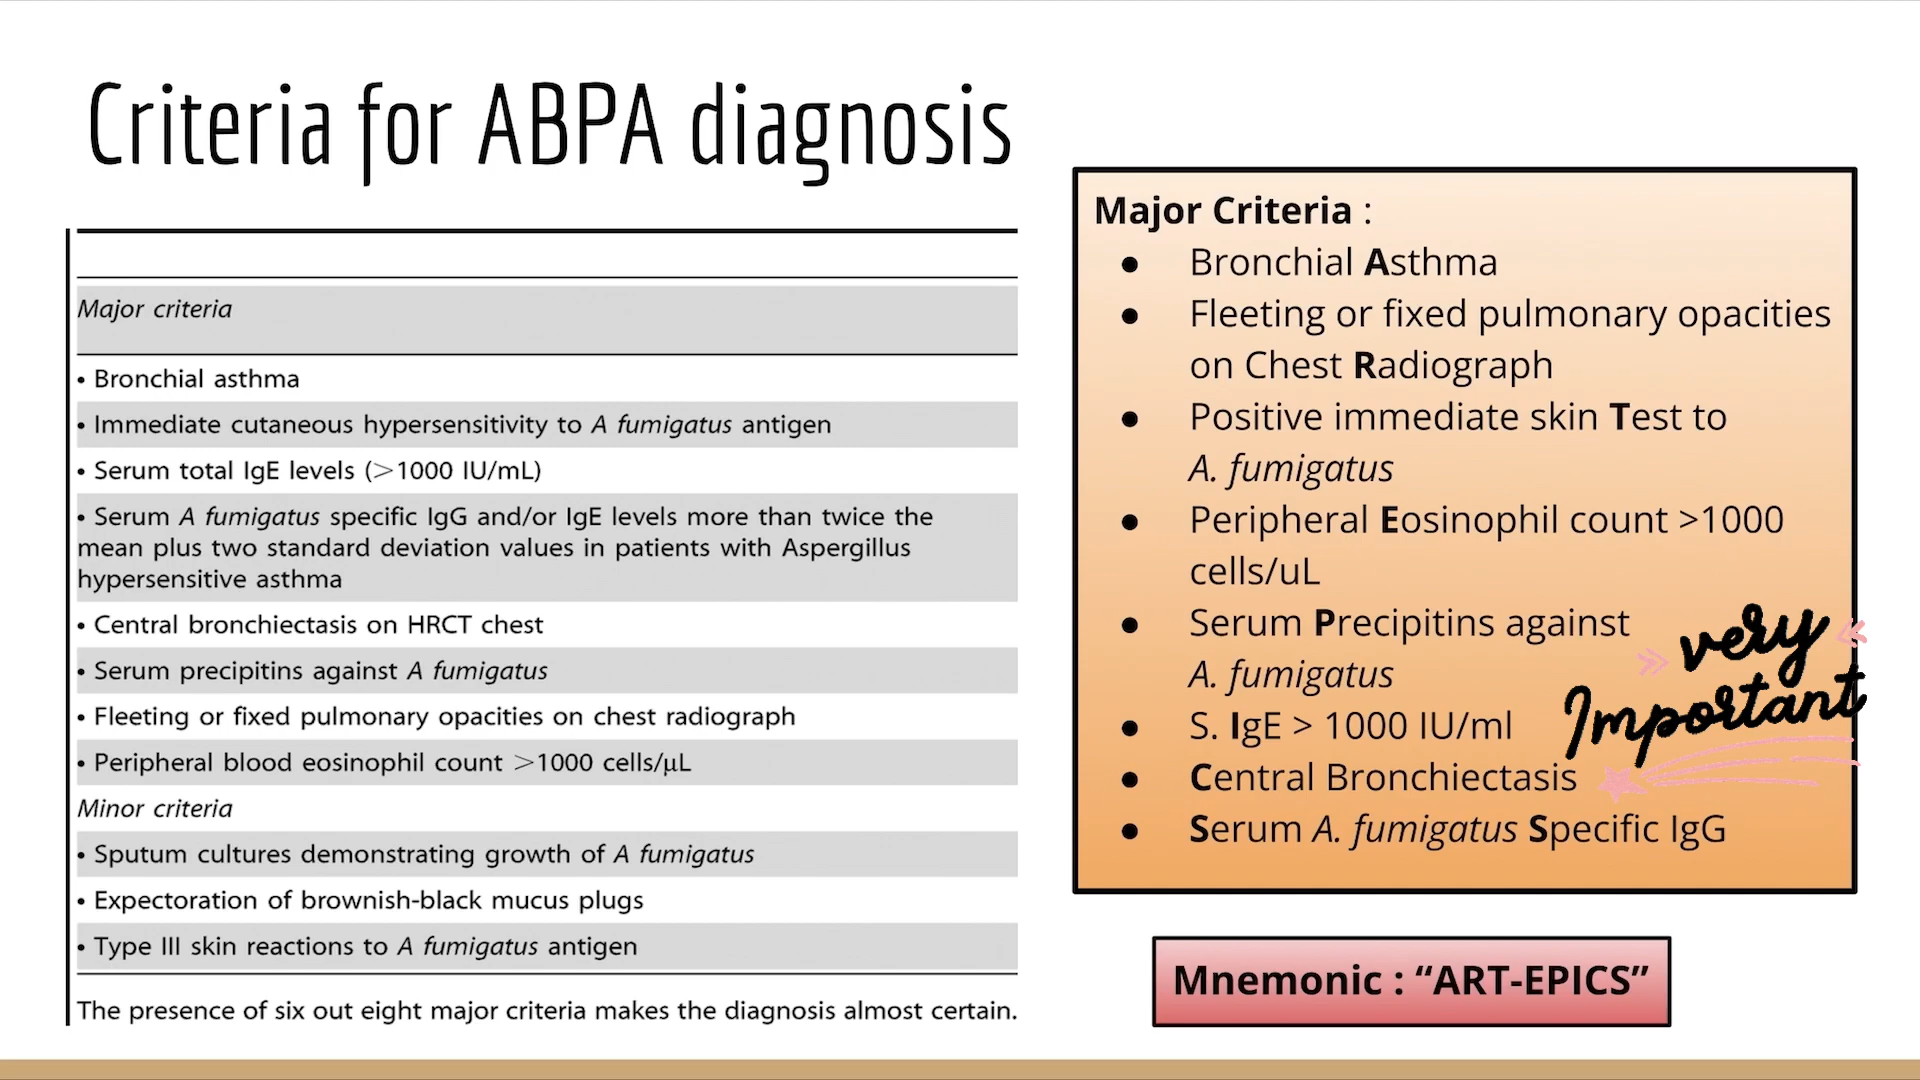 Criteria for ABPA diagnosis
Major criteria
• Bronchial asthma
• Immediate cutaneous hypersensitivity to A fumigatus antigen
• Serum total IgE levels (>1000 IU/mL)
• Serum A fumigatus specific IgG and/or IgE levels more than twice the
mean plus two standard deviation values in patients with Aspergillus
hypersensitive asthma
• Central bronchiectasis on HRCT chest
• Serum precipitins against A fumigatus
• Fleeting or fixed pulmonary opacities on chest radiograph
• Peripheral blood eosinophil count >1000 cells/μL
Minor criteria
• Sputum cultures demonstrating growth of A fumigatus
• Expectoration of brownish-black mucus plugs
• Type III skin reactions to A fumigatus antigen
The presence of six out eight major criteria makes the diagnosis almost certain.
Major Criteria :
● Bronchial Asthma
● Fleeting or fixed pulmonary opacities
on Chest Radiograph
● Positive immediate skin Test to
A. fumigatus
● Peripheral Eosinophil count >1000
cells/uL
● Serum Precipitins against
A. fumigatus
● S. IgE > 1000 IU/ml
● Central Bronchiectasis
● Serum A. fumigatus Specific IgG
very
Important
Mnemonic : “ART-EPICS”